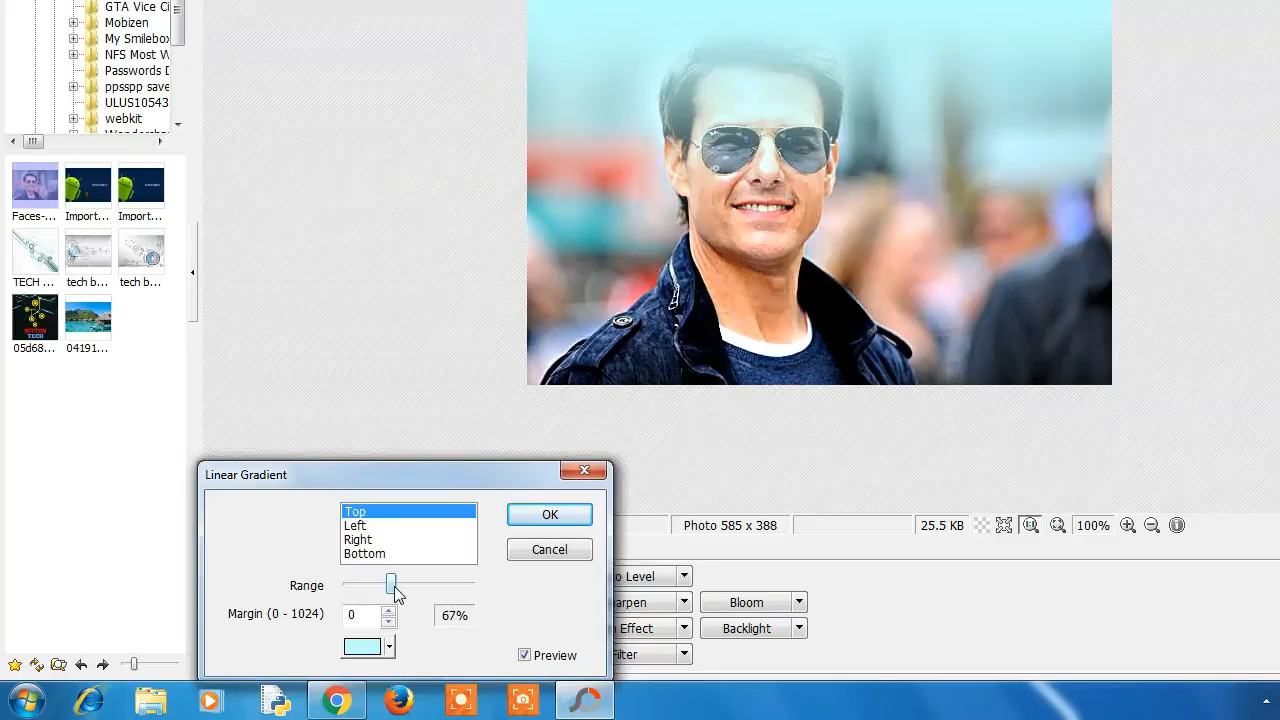 GTA Vice Ci
Mobizen
My Smilebo
NFS Most W
Passwords D
ppsspp save
ULUS10543
webkit
Faces-...
Import...
Import...
TECH ...
tech b...
tech b...
05d68...
04191...
Linear Gradient
Top
Left
Right
Bottom
OK
Cancel
Range
Margin (0 - 1024)
0
67%
Preview
Photo 585 x 388
25.5 KB
100%
o Level
arpen
Bloom
n Effect
Backlight
Filter